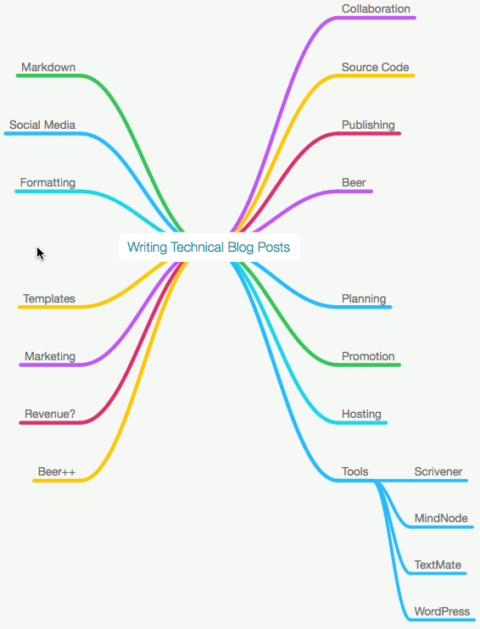 Collaboration
Markdown
Source Code
Social Media
Publishing
Formatting
Beer
Writing Technical Blog Posts
Templates
Planning
Marketing
Promotion
Revenue?
Hosting
Beer++
Tools
Scrivener
MindNode
TextMate
WordPress